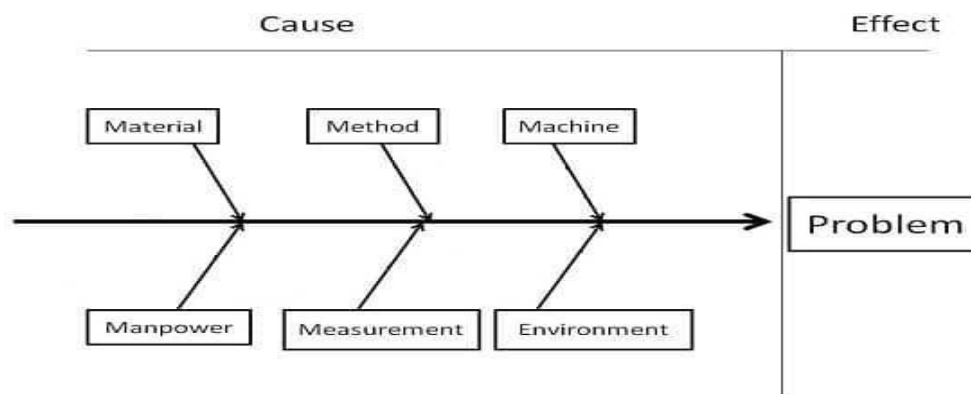 Cause
Effect
Material
Method
Machine
Problem
Manpower
Measurement
Environment